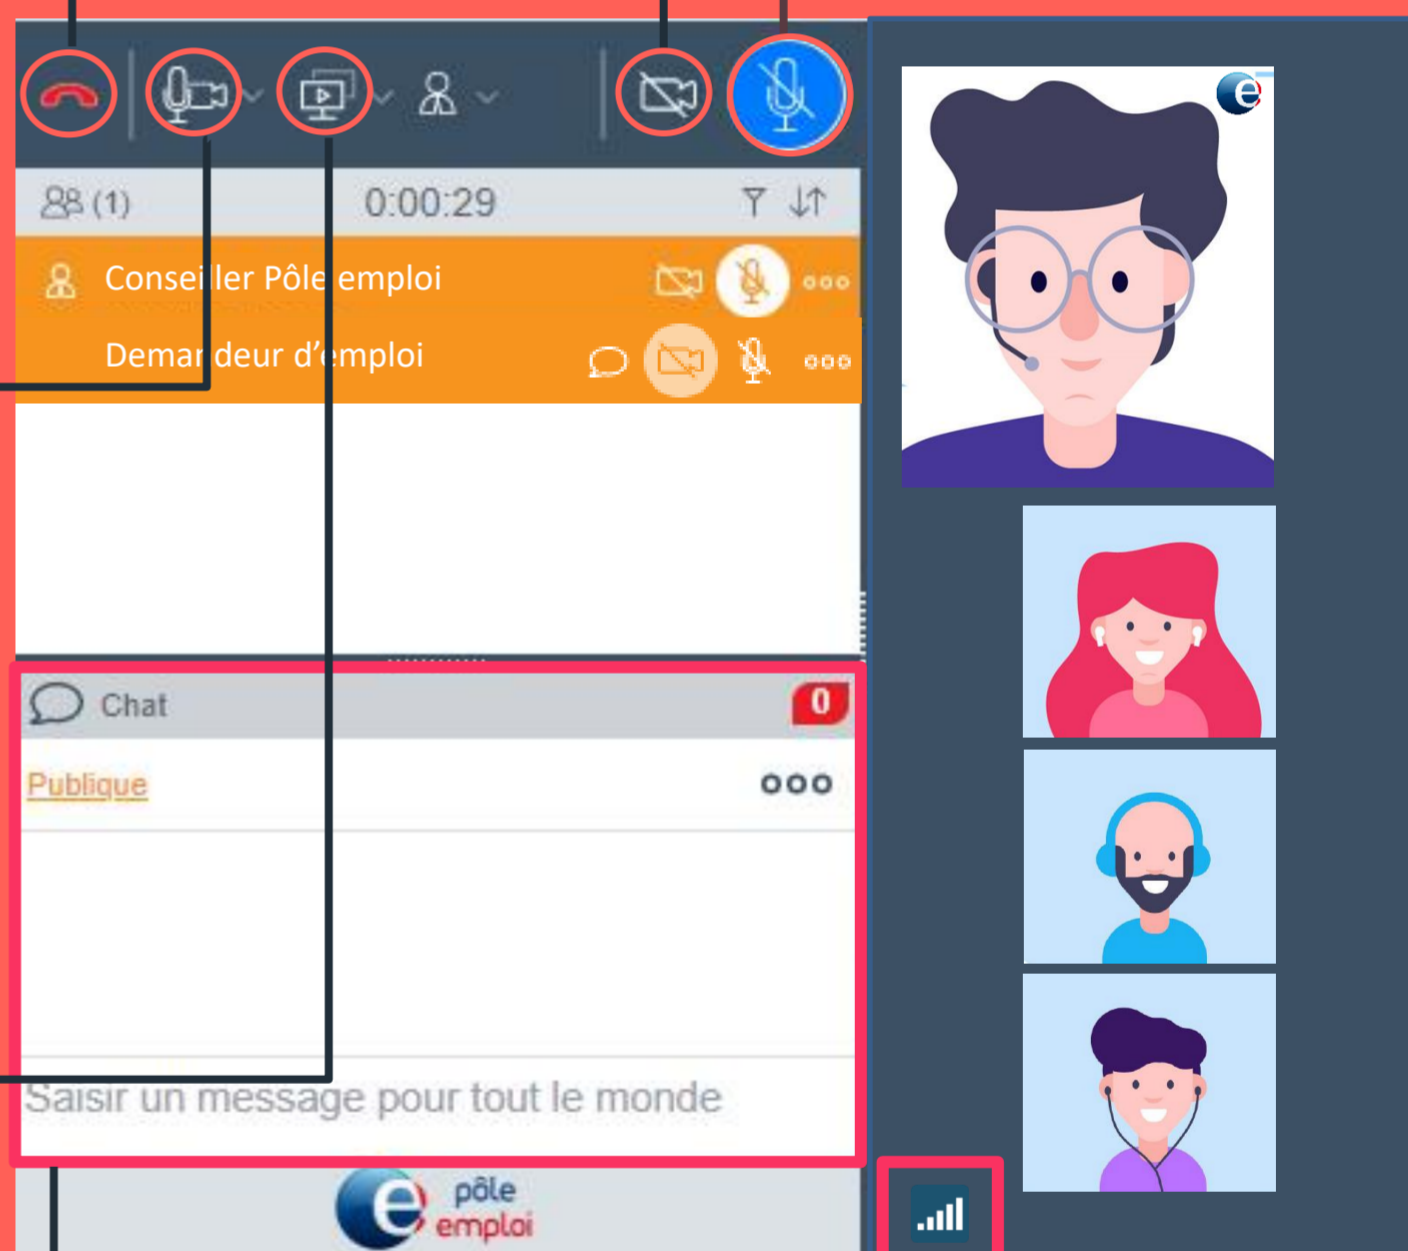 (1)
0:00:29
Conseiller Pôle emploi
Demandeur d'emploi
Chat
0
Publique
Saisir un message pour tout le monde
pôle
emploi